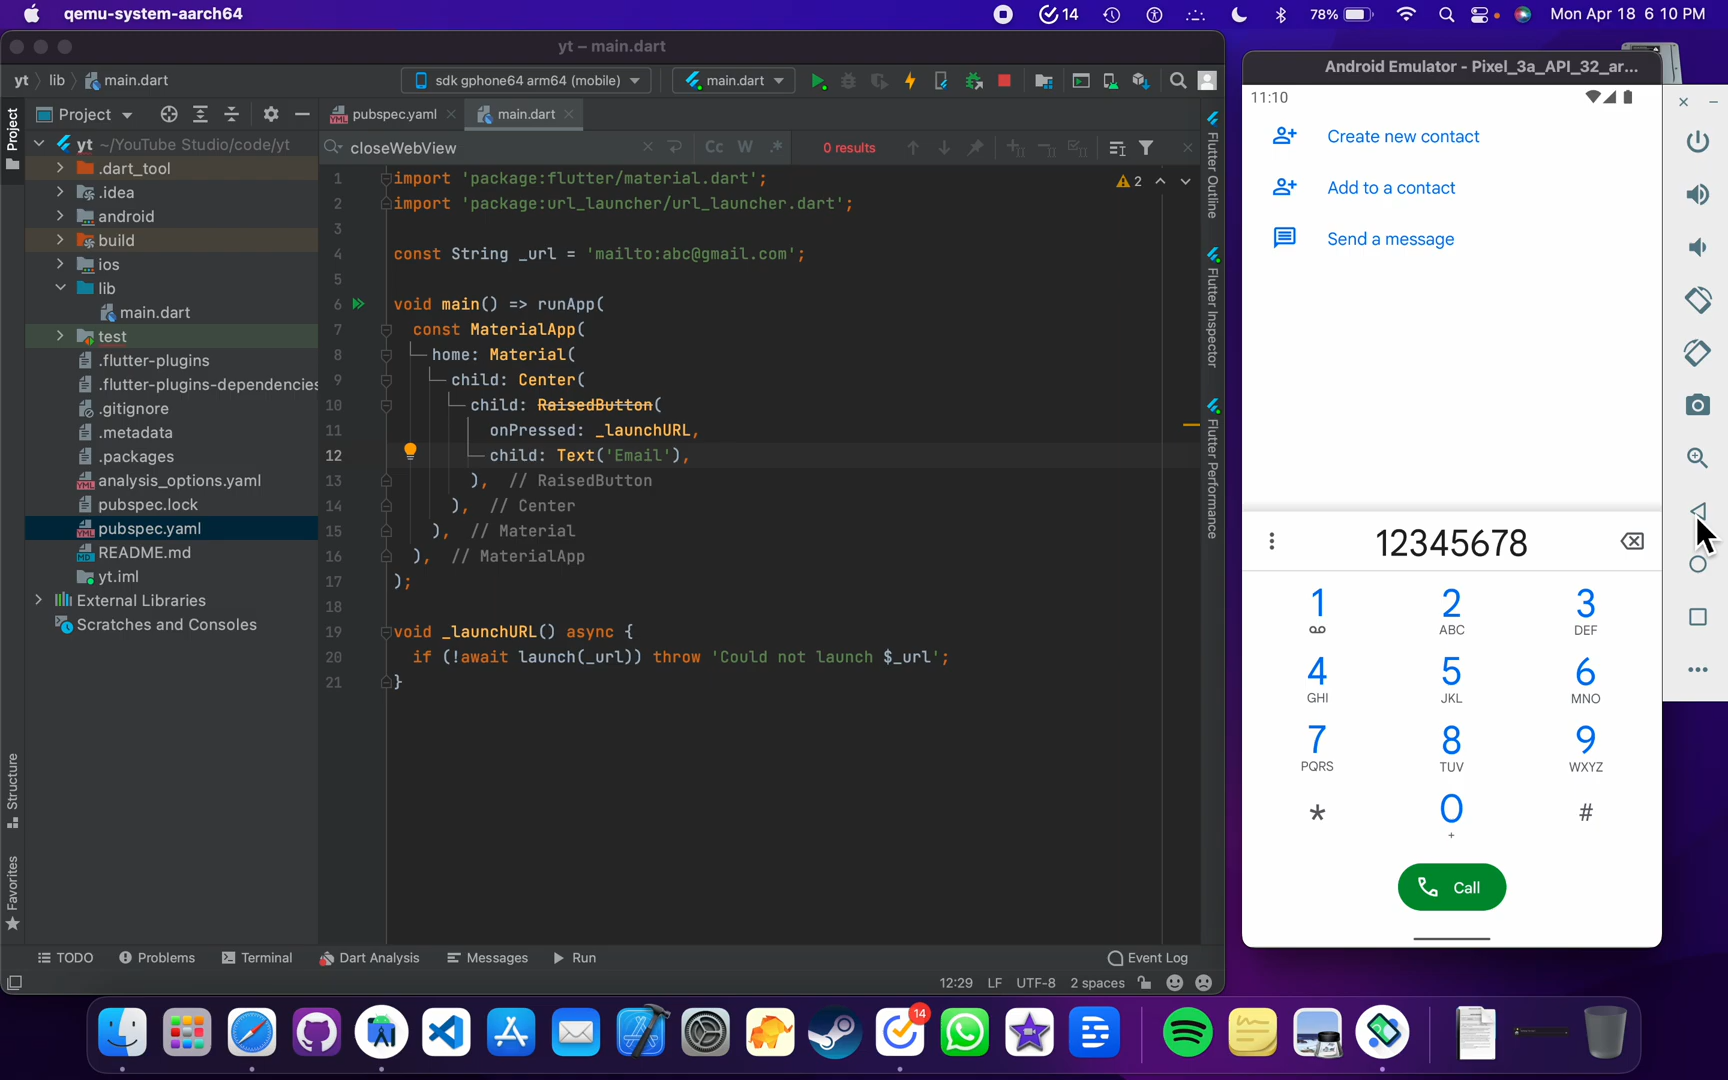 qemu-system-aarch64
14
78%
Mon Apr 18 6 10 PM
yt – main.dart
yt
lib
main.dart
sdk gphone64 arm64 (mobile)
main.dart
Project
pubspec.yaml
main.dart
closeWebView
Cc
W
.*
0 results
Project
Structure
Favorites
yt ~/YouTube Studio/code/yt
.dart_tool
.idea
android
build
ios
lib
main.dart
test
.flutter-plugins
.flutter-plugins-dependencies
.gitignore
.metadata
.packages
analysis_options.yaml
pubspec.lock
pubspec.yaml
README.md
yt.iml
External Libraries
Scratches and Consoles
2
1 import 'package:flutter/material.dart';
2 import 'package:url_launcher/url_launcher.dart';
3
4 const String _url = 'mailto:abc@gmail.com';
5
6 void main() => runApp(
7 const MaterialApp(
8 home: Material(
9 child: Center(
10 child: RaisedButton(
11 onPressed: _launchURL,
12 child: Text('Email'),
13 ), // RaisedButton
14 ), // Center
15 ), // Material
16 ), // MaterialApp
17 );
18
19 void _launchURL() async {
20 if (!await launch(_url)) throw 'Could not launch $_url';
21 }
Flutter Outline
Flutter Inspector
Flutter Performance
TODO
Problems
Terminal
Dart Analysis
Messages
Run
Event Log
12:29 LF UTF-8 2 spaces
Android Emulator - Pixel_3a_API_32_ar...
11:10
Create new contact
Add to a contact
Send a message
12345678
1
2
ABC
3
DEF
4
GHI
5
JKL
6
MNO
7
PQRS
8
TUV
9
WXYZ
*
0
+
#
Call
14